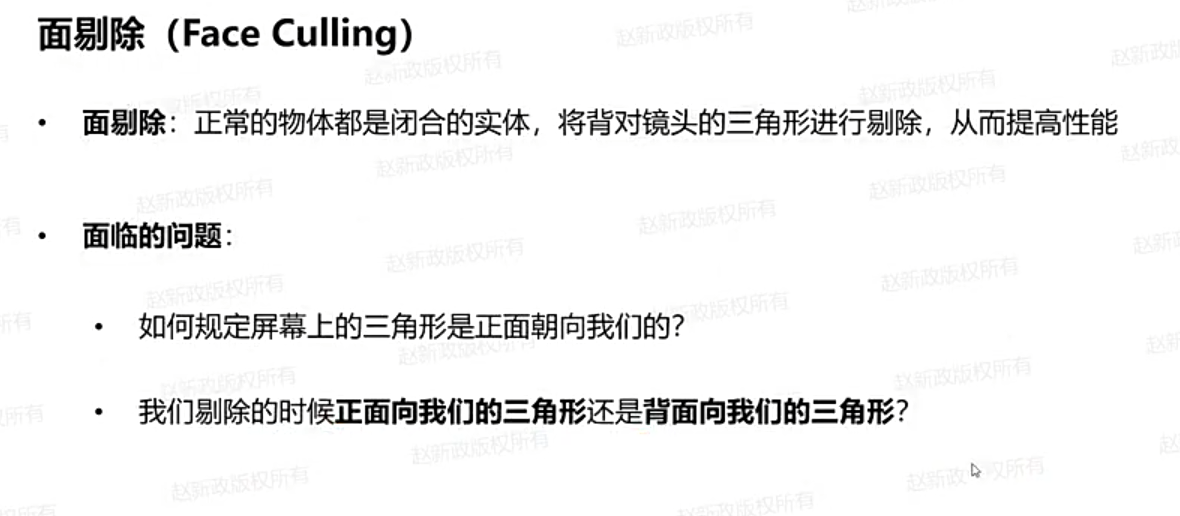 面剔除（Face Culling）
• 面剔除：正常的物体都是闭合的实体，将背对镜头的三角形进行剔除，从而提高性能
• 面临的问题：
• 如何规定屏幕上的三角形是正面朝向我们的？
• 我们剔除的时候正面向我们的三角形还是背面向我们的三角形？
赵新政版权所有